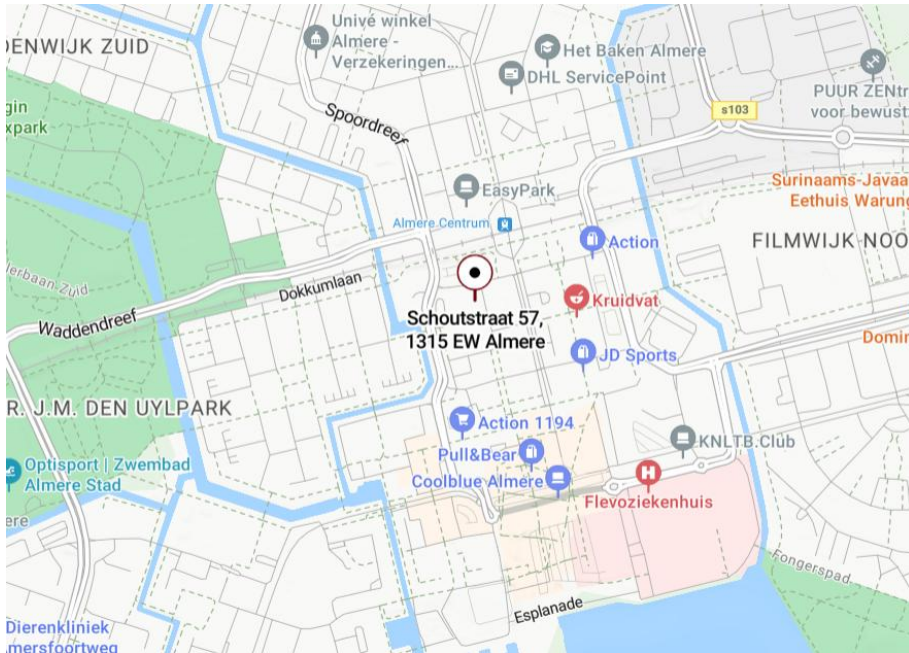 Univé winkel
Almere -
Verzekeringen...
DENWIJK ZUID
Het Baken Almere
DHL ServicePoint
PUUR ZENtr
voor bewust
s103
gin
xpark
Spoordreef
EasyPark
Surinaams-Javaa
Eethuis Warung
Almere Centrum
Action
FILMWIJK NOO
erbaan Zuid
Dokkumlaan
Kruidvat
Waddendreef
Schoutstraat 57,
1315 EW Almere
Domin
JD Sports
R. J.M. DEN UYLPARK
Action 1194
KNLTB.Club
Pull&Bear
Optisport | Zwembad
Almere Stad
Coolblue Almere
Flevoziekenhuis
ere
Fongerspad
Esplanade
Dierenkliniek
mersfoortweg